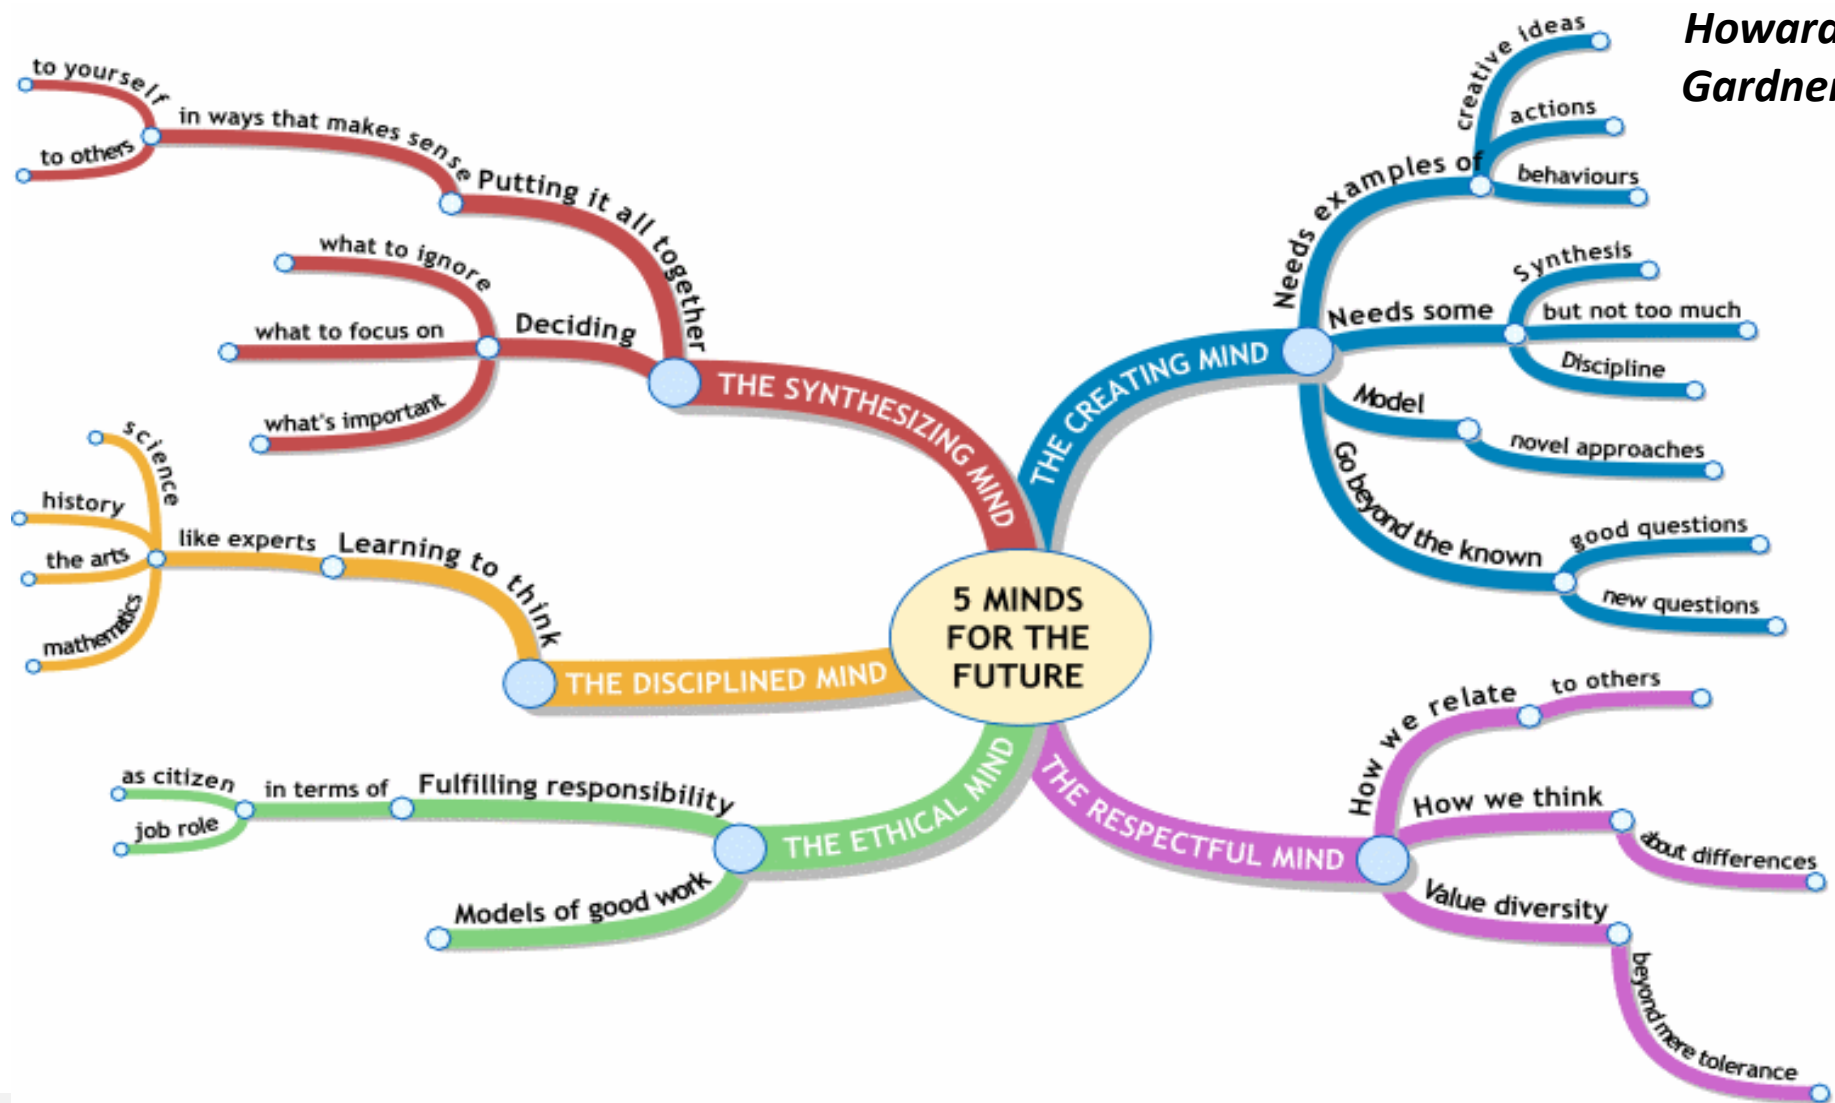 Howard
Gardner
5 MINDS
FOR THE
FUTURE
THE SYNTHESIZING MIND
Putting it all together
in ways that makes sense
to yourself
to others
Deciding
what to ignore
what to focus on
what's important
THE DISCIPLINED MIND
Learning to think
like experts
science
history
the arts
mathematics
THE ETHICAL MIND
Fulfilling responsibility
in terms of
as citizen
job role
Models of good work
THE CREATING MIND
Needs examples of
creative ideas
actions
behaviours
Needs some
Synthesis
but not too much
Discipline
Model
novel approaches
Go beyond the known
good questions
new questions
THE RESPECTFUL MIND
How we relate
to others
How we think
about differences
Value diversity
beyond mere tolerance